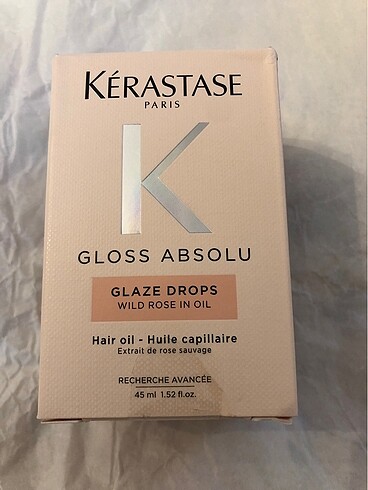 KÉRASTASE
PARIS
K
GLOSS ABSOLU
GLAZE DROPS
WILD ROSE IN OIL
Hair oil - Huile capillaire
Extrait de rose sauvage
RECHERCHE AVANCÉE
45 ml 1.52 fl.oz.